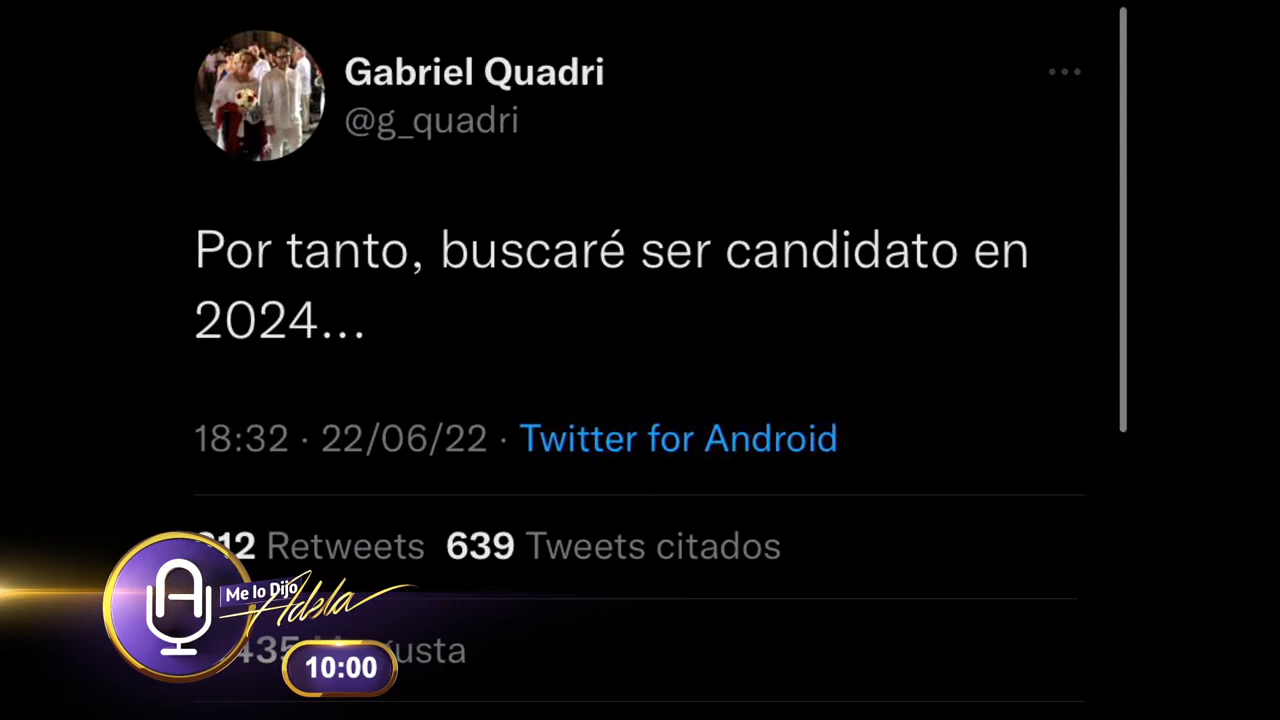 Gabriel Quadri
@g_quadri
Por tanto, buscaré ser candidato en
2024...
18:32 · 22/06/22 · Twitter for Android
Retweets 639 Tweets citados
Me lo Dijo
Adela
10:00